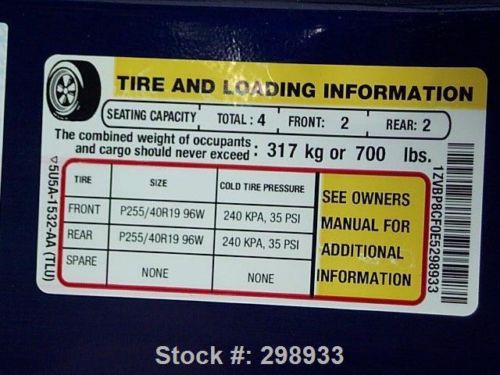 TIRE AND LOADING INFORMATION
SEATING CAPACITY TOTAL : 4 FRONT: 2 REAR: 2
The combined weight of occupants
and cargo should never exceed : 317 kg or 700 lbs.
TIRE SIZE COLD TIRE PRESSURE
FRONT P255/40R19 96W 240 KPA, 35 PSI
REAR P255/40R19 96W 240 KPA, 35 PSI
SPARE NONE NONE
SEE OWNERS
MANUAL FOR
ADDITIONAL
INFORMATION
▽5U5A-1532-AA (TLU)
1ZVBP8CF0E5298933
Stock #: 298933